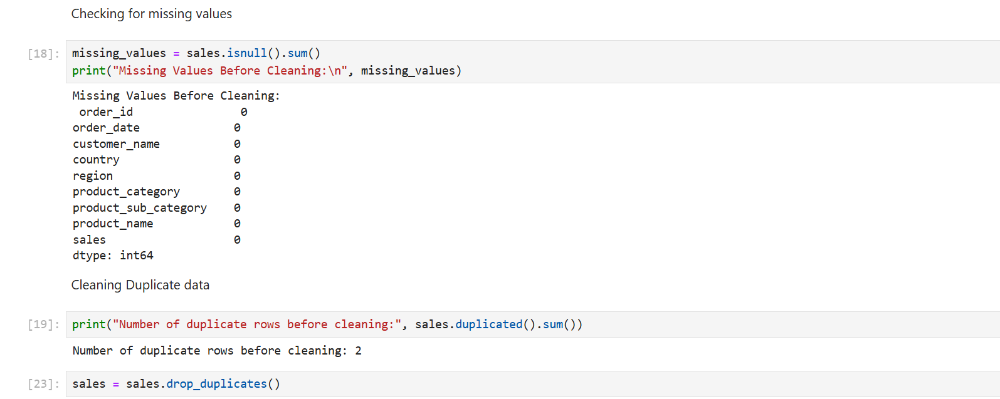 Checking for missing values
[18]: missing_values = sales.isnull().sum()
print("Missing Values Before Cleaning:\n", missing_values)
Missing Values Before Cleaning:
 order_id                0
order_date              0
customer_name           0
country                 0
region                  0
product_category        0
product_sub_category    0
product_name            0
sales                   0
dtype: int64
Cleaning Duplicate data
[19]: print("Number of duplicate rows before cleaning:", sales.duplicated().sum())
Number of duplicate rows before cleaning: 2
[23]: sales = sales.drop_duplicates()